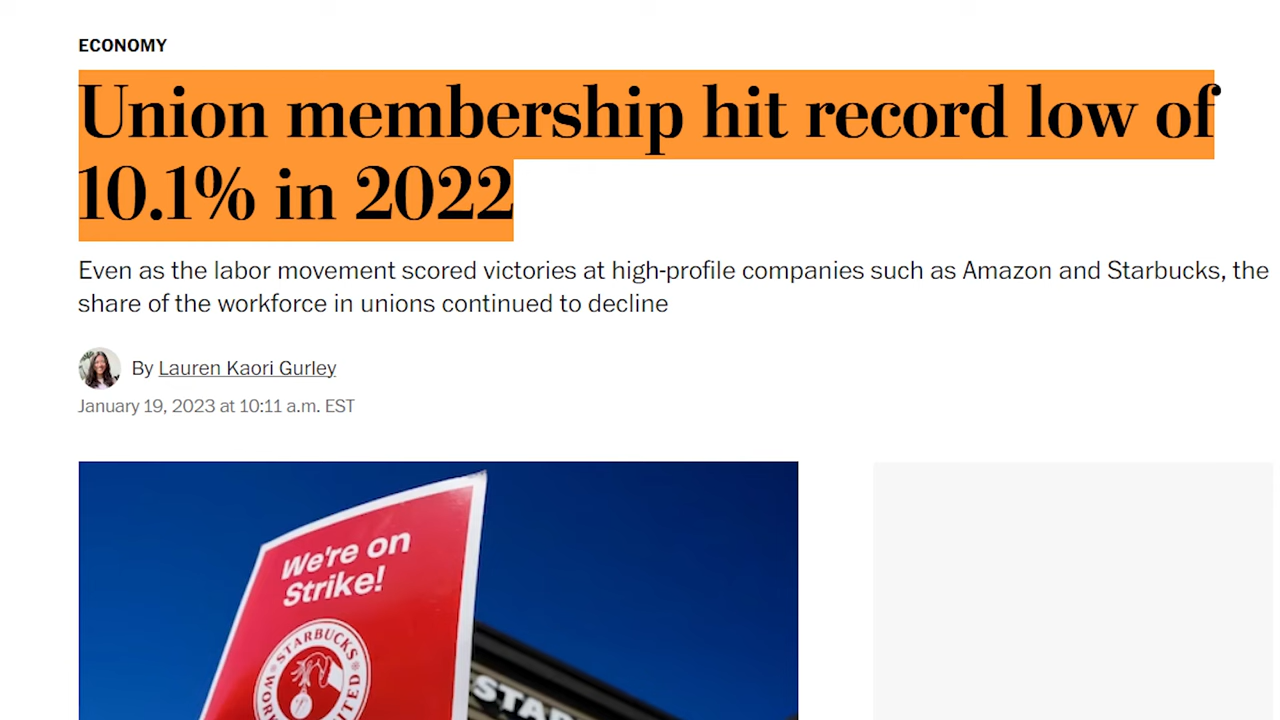 ECONOMY
Union membership hit record low of
10.1% in 2022
Even as the labor movement scored victories at high-profile companies such as Amazon and Starbucks, the
share of the workforce in unions continued to decline
By Lauren Kaori Gurley
January 19, 2023 at 10:11 a.m. EST
We're on
Strike!
STARBUCKS